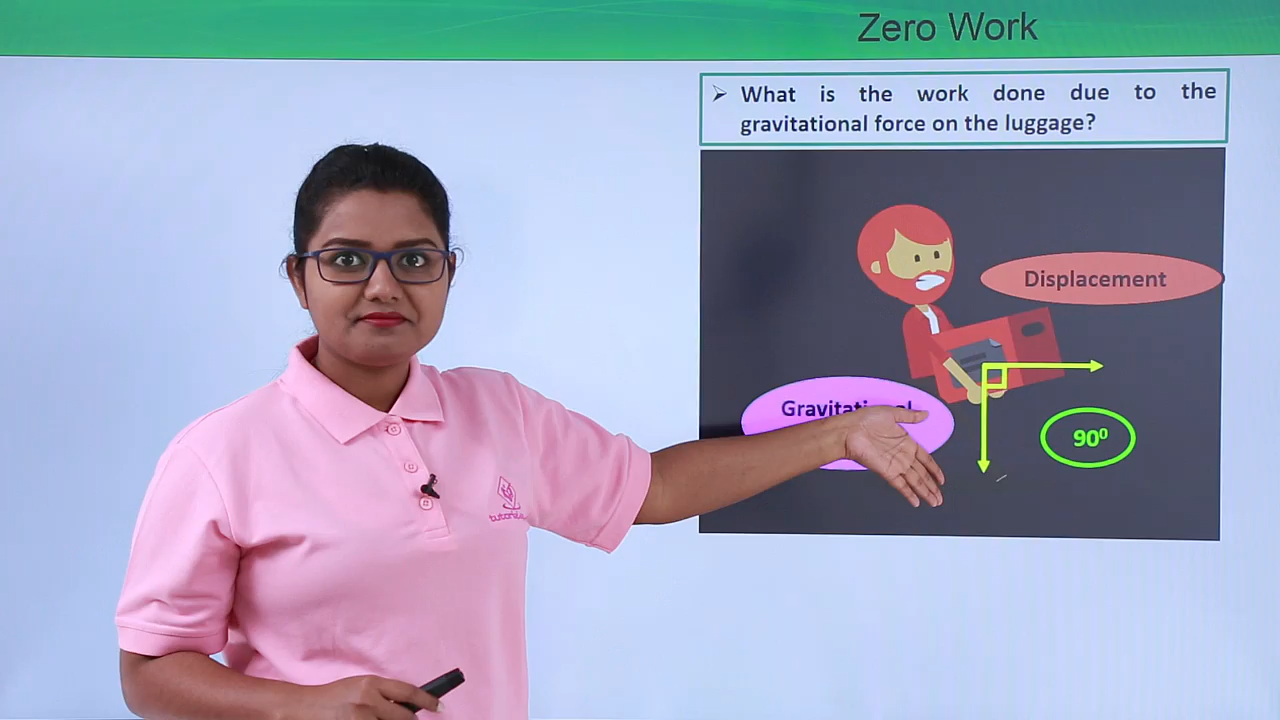 Zero Work
➢ What is the work done due to the
gravitational force on the luggage?
Displacement
90⁰